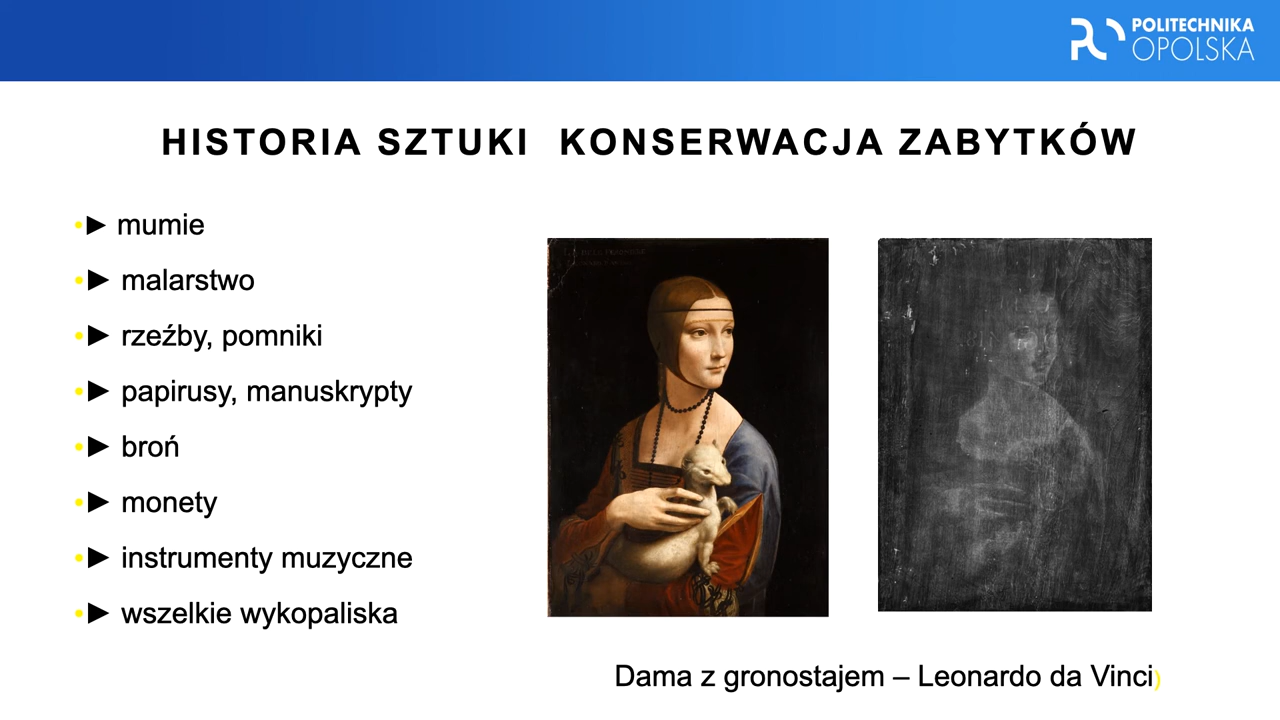 POLITECHNIKA
OPOLSKA
HISTORIA SZTUKI KONSERWACJA ZABYTKÓW
•► mumie
•► malarstwo
•► rzeźby, pomniki
•► papirusy, manuskrypty
•► broń
•► monety
•► instrumenty muzyczne
•► wszelkie wykopaliska
Dama z gronostajem – Leonardo da Vinci)